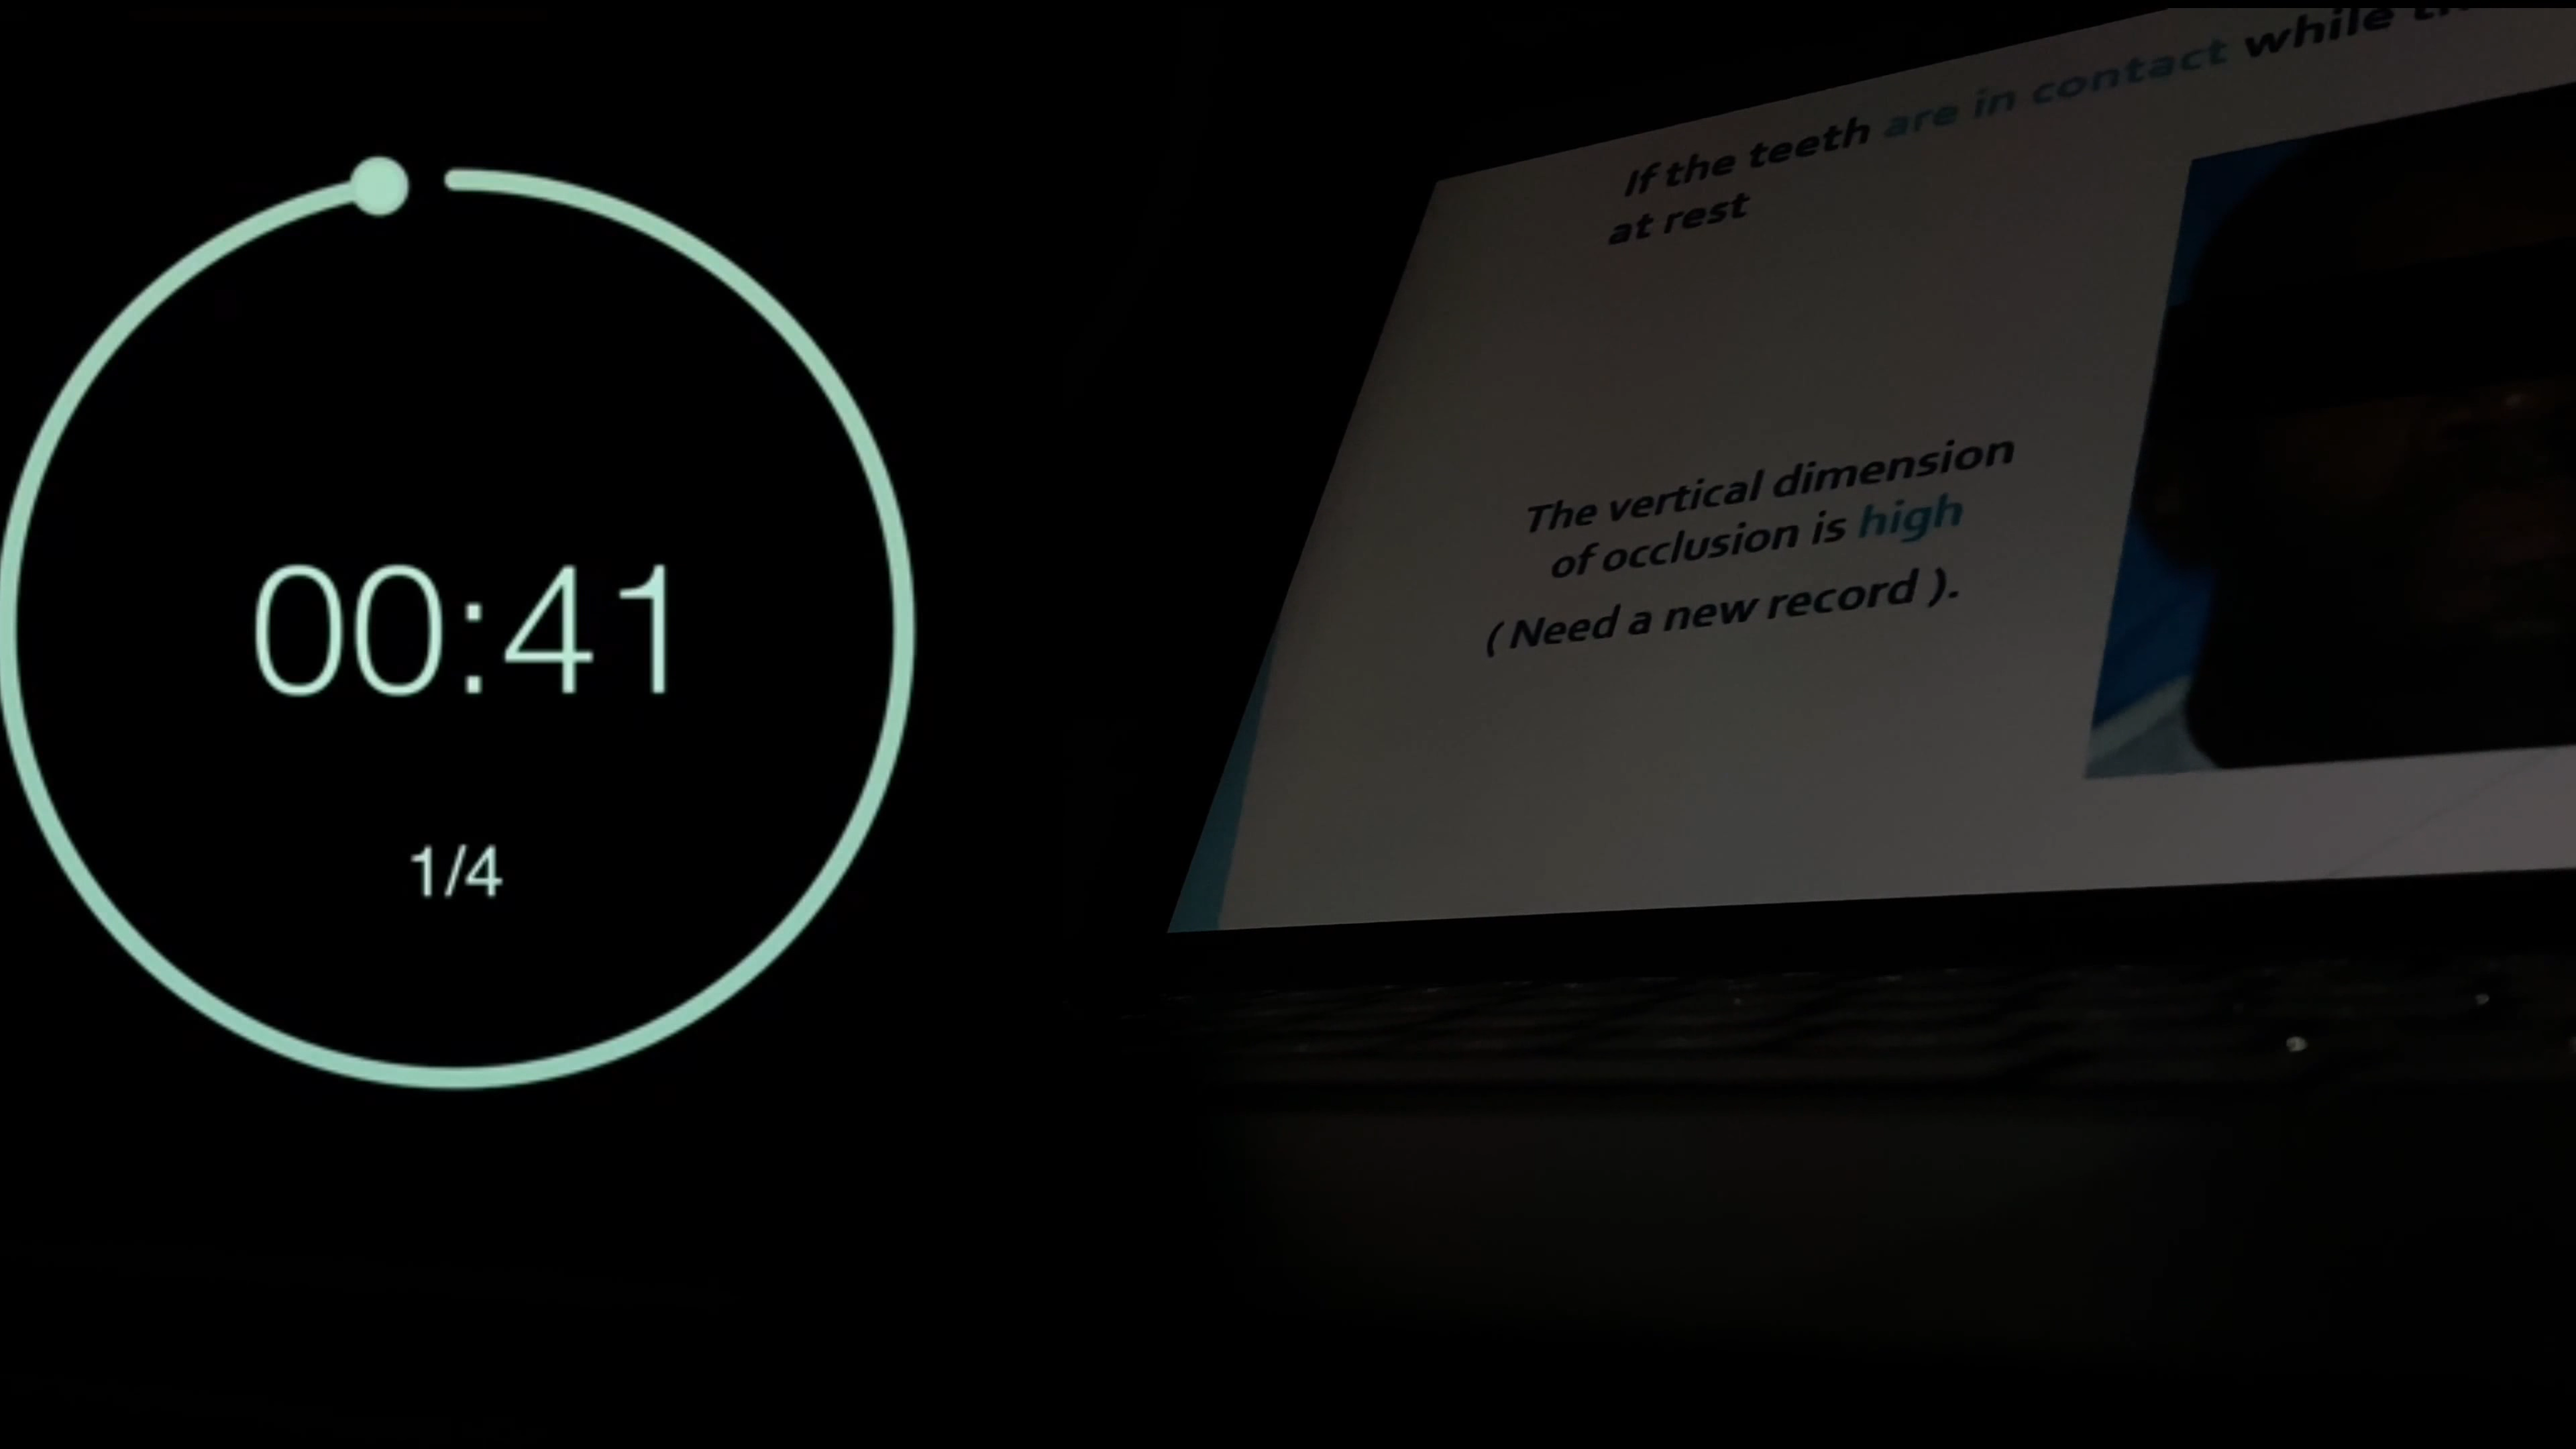 00:41
1/4
If the teeth are in contact while
at rest
The vertical dimension
of occlusion is high
( Need a new record ).